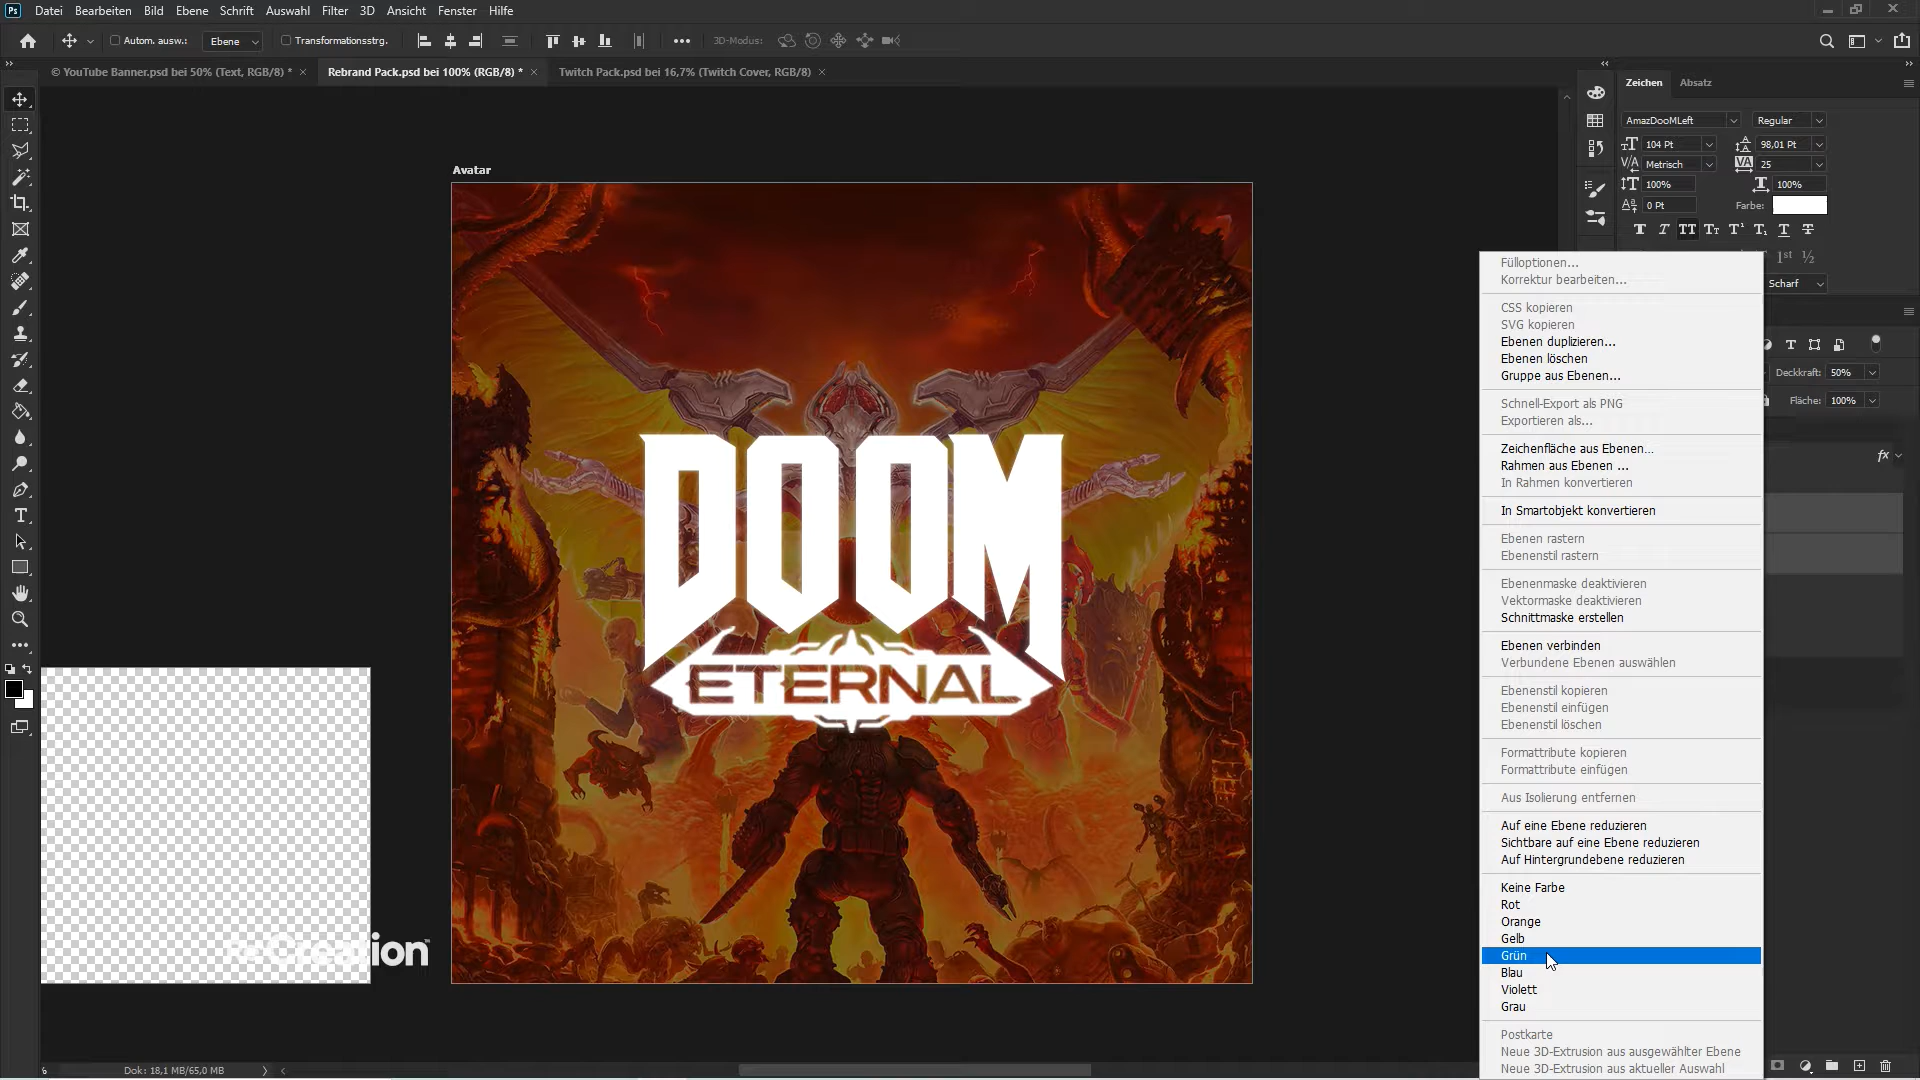 Ps Datei Bearbeiten Bild Ebene Schrift Auswahl Filter 3D Ansicht Fenster Hilfe
Autom. ausw.: Ebene Transformationsstrg. 3D-Modus:
© YouTube Banner.psd bei 50% (Text, RGB/8) * Rebrand Pack.psd bei 100% (RGB/8) * Twitch Pack.psd bei 16,7% (Twitch Cover, RGB/8)
Zeichen Absatz
AmazDooMLeft Regular
104 Pt 98,01 Pt
Metrisch 25
100% 100%
0 Pt Farbe:
1st ½
Scharf
Deckkraft: 50%
Fläche: 100%
fx
Avatar
DOOM
ETERNAL
ReCreation
Fülloptionen...
Korrektur bearbeiten...
CSS kopieren
SVG kopieren
Ebenen duplizieren...
Ebenen löschen
Gruppe aus Ebenen...
Schnell-Export als PNG
Exportieren als...
Zeichenfläche aus Ebenen...
Rahmen aus Ebenen ...
In Rahmen konvertieren
In Smartobjekt konvertieren
Ebenen rastern
Ebenenstil rastern
Ebenenmaske deaktivieren
Vektormaske deaktivieren
Schnittmaske erstellen
Ebenen verbinden
Verbundene Ebenen auswählen
Ebenenstil kopieren
Ebenenstil einfügen
Ebenenstil löschen
Formattribute kopieren
Formattribute einfügen
Aus Isolierung entfernen
Auf eine Ebene reduzieren
Sichtbare auf eine Ebene reduzieren
Auf Hintergrundebene reduzieren
Keine Farbe
Rot
Orange
Gelb
Grün
Blau
Violett
Grau
Postkarte
Neue 3D-Extrusion aus ausgewählter Ebene
Neue 3D-Extrusion aus aktueller Auswahl
Dok: 18,1 MB/65,0 MB